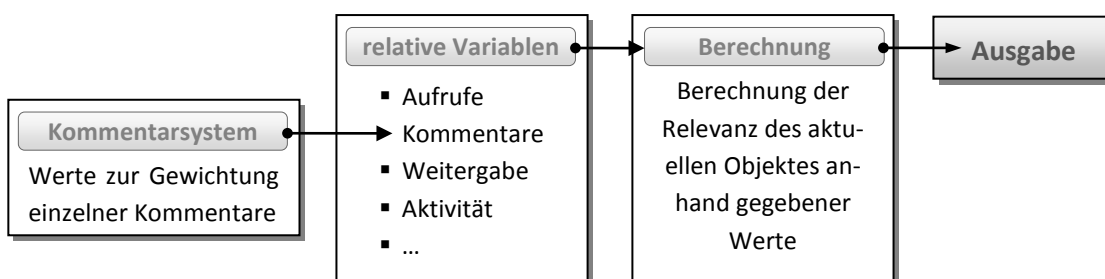 Kommentarsystem
Werte zur Gewichtung
einzelner Kommentare
relative Variablen
▪ Aufrufe
▪ Kommentare
▪ Weitergabe
▪ Aktivität
▪ ...
Berechnung
Berechnung der
Relevanz des aktu-
ellen Objektes an-
hand gegebener
Werte
Ausgabe